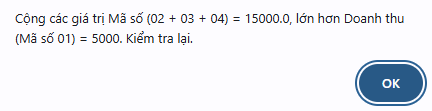 Cộng các giá trị Mã số (02 + 03 + 04) = 15000.0, lớn hơn Doanh thu
(Mã số 01) = 5000. Kiểm tra lại.
OK